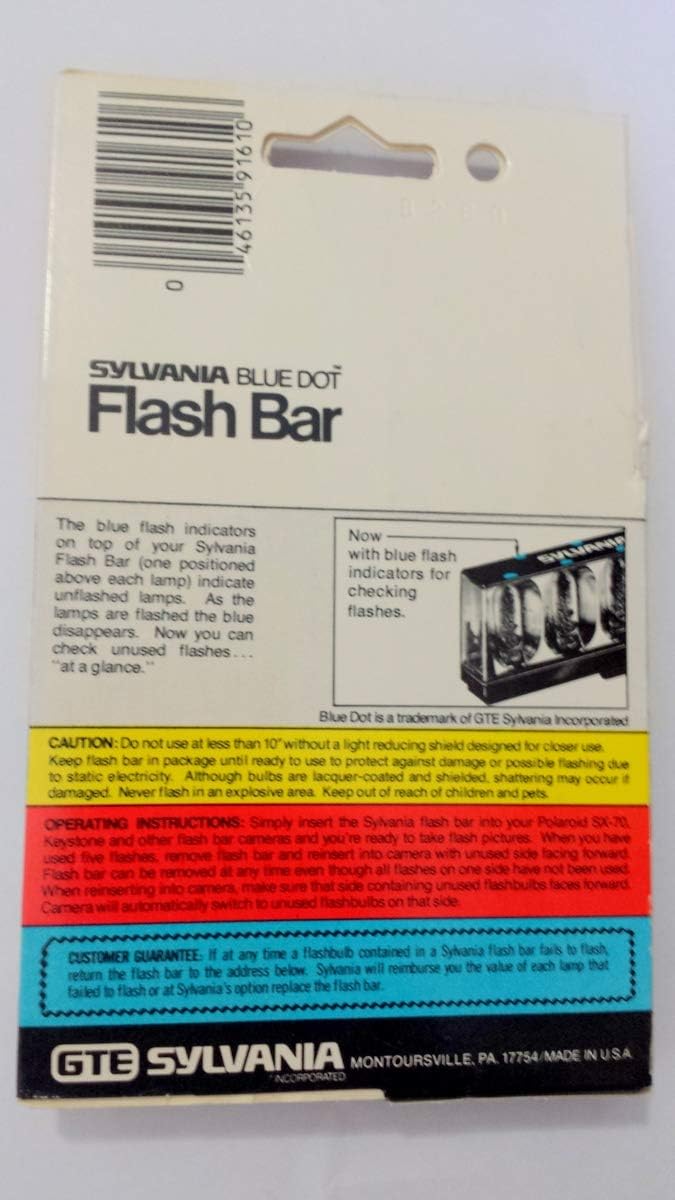 0 46135 91610
SYLVANIA BLUE DOT™
Flash Bar
The blue flash indicators
on top of your Sylvania
Flash Bar (one positioned
above each lamp) indicate
unflashed lamps. As the
lamps are flashed the blue
disappears. Now you can
check unused flashes...
"at a glance."
Now
with blue flash
indicators for
checking
flashes.
SYLVANIA
Blue Dot is a trademark of GTE Sylvania Incorporated
CAUTION: Do not use at less than 10" without a light reducing shield designed for closer use.
Keep flash bar in package until ready to use to protect against damage or possible flashing due
to static electricity. Although bulbs are lacquer-coated and shielded, shattering may occur if
damaged. Never flash in an explosive area. Keep out of reach of children and pets.
OPERATING INSTRUCTIONS: Simply insert the Sylvania flash bar into your Polaroid SX-70,
Keystone and other flash bar cameras and you're ready to take flash pictures. When you have
used five flashes, remove flash bar and reinsert into camera with unused side facing forward.
Flash bar can be removed at any time even though all flashes on one side have not been used.
When reinserting into camera, make sure that side containing unused flashbulbs faces forward.
Camera will automatically switch to unused flashbulbs on that side.
CUSTOMER GUARANTEE: If at any time a flashbulb contained in a Sylvania flash bar fails to flash,
return the flash bar to the address below. Sylvania will reimburse you the value of each lamp that
failed to flash or at Sylvania's option replace the flash bar.
GTE SYLVANIA MONTOURSVILLE, PA. 17754/MADE IN U.S.A.
INCORPORATED